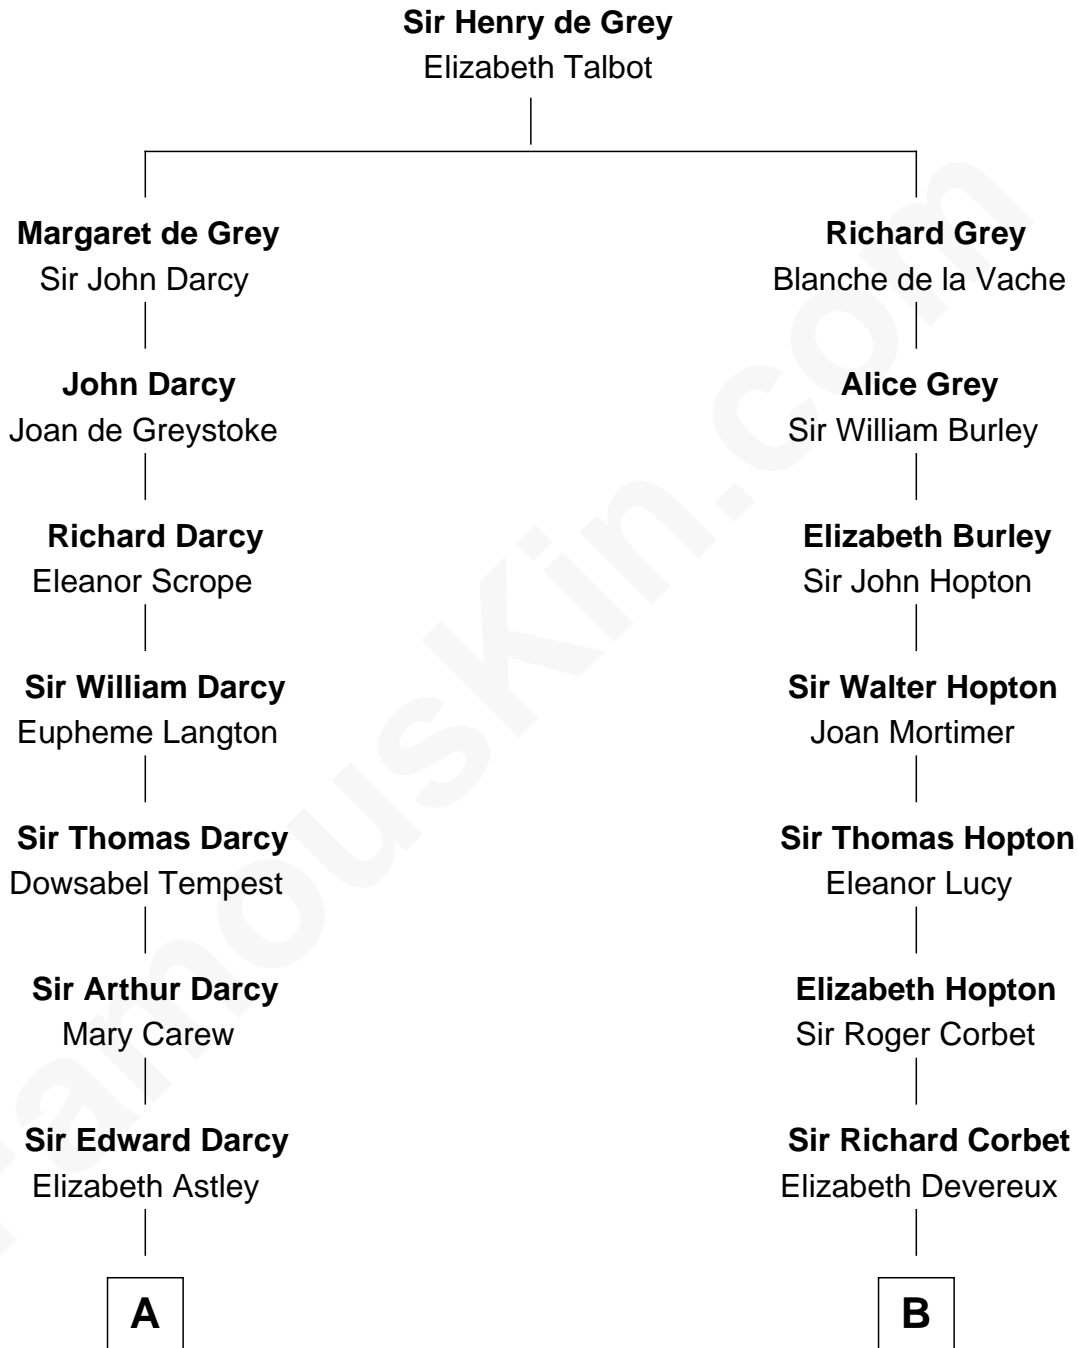 Sir Henry de Grey
Elizabeth Talbot
Margaret de Grey
Sir John Darcy
Richard Grey
Blanche de la Vache
John Darcy
Joan de Greystoke
Alice Grey
Sir William Burley
Richard Darcy
Eleanor Scrope
Elizabeth Burley
Sir John Hopton
Sir William Darcy
Eupheme Langton
Sir Walter Hopton
Joan Mortimer
Sir Thomas Darcy
Dowsabel Tempest
Sir Thomas Hopton
Eleanor Lucy
Sir Arthur Darcy
Mary Carew
Elizabeth Hopton
Sir Roger Corbet
Sir Edward Darcy
Elizabeth Astley
Sir Richard Corbet
Elizabeth Devereux
A
B
FamousKin.com